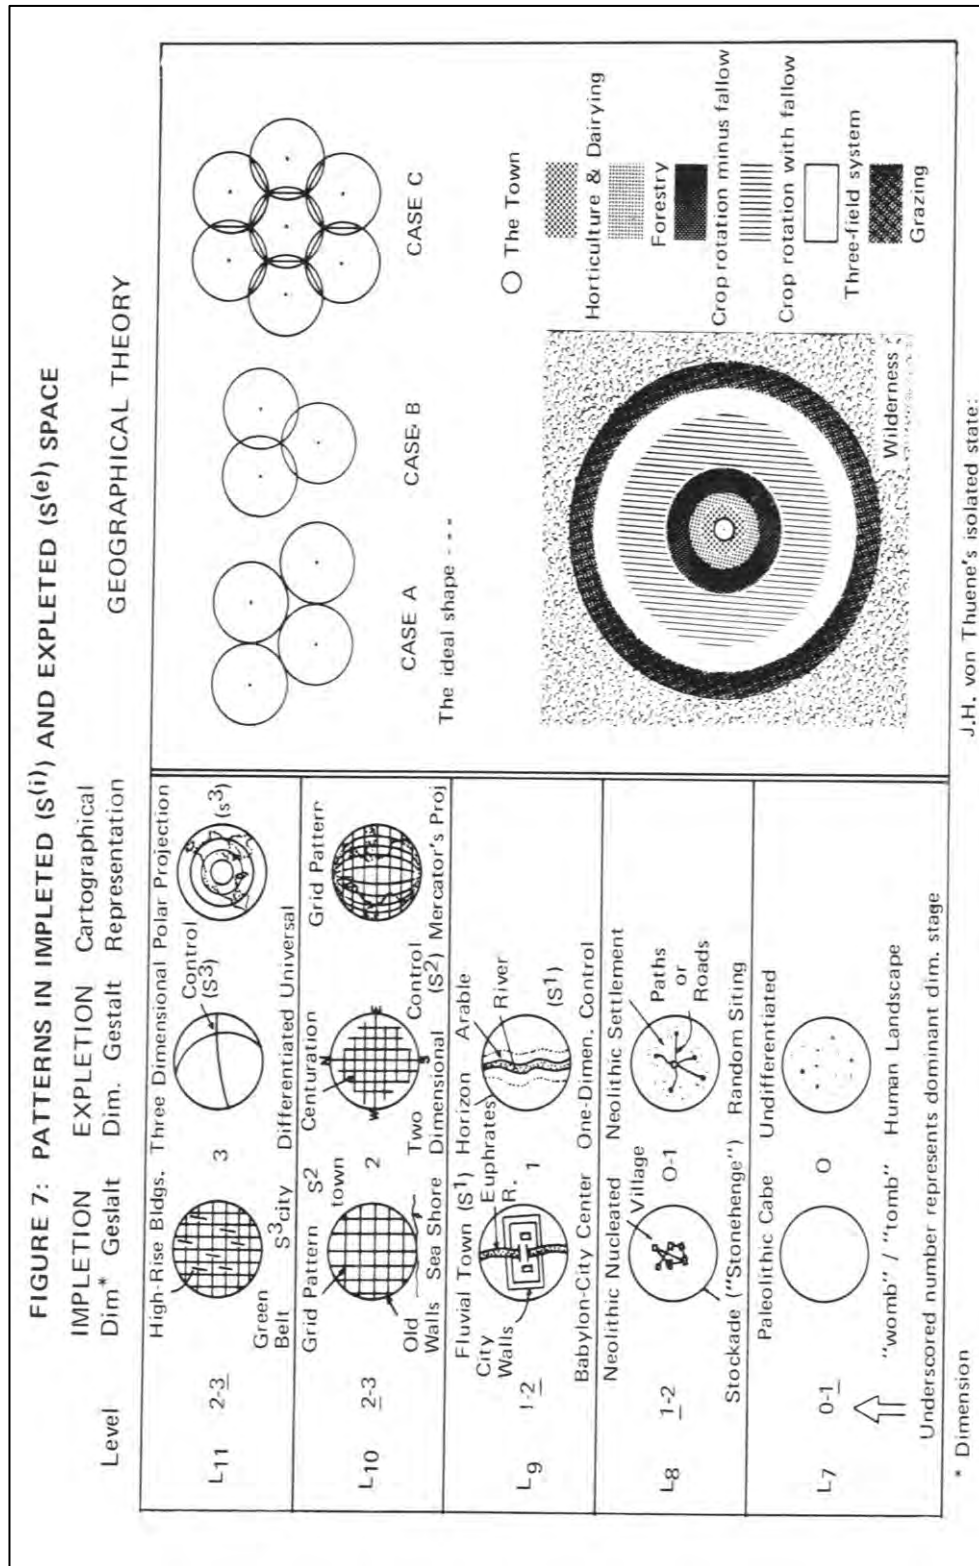 FIGURE 7: PATTERNS IN IMPLETED (S(i)) AND EXPLETED (S(e)) SPACE
IMPLETION EXPLETION Cartographical
Level Dim* Geslalt Dim. Gestalt Representation
GEOGRAPHICAL THEORY
High-Rise Bldgs. Three Dimensional Polar Projection
Control
(S3) (s3)
L11 2-3 3
Green
Belt S3city Differentiated Universal
Grid Pattern S2 Centuration Grid Pattern
town
N
W E
S
L10 2-3 2
Old
Walls Sea Shore Two
Dimensional Control
(S2) Mercator's Proj
Fluvial Town (S1) Horizon Arable
City
Walls Euphrates
R. River
L9 1-2 1 (S1)
Babylon-City Center One-Dimen. Control
Neolithic Nucleated Neolithic Settlement
Village Paths
or
Roads
L8 1-2 0-1
Stockade ("Stonehenge") Random Siting
Paleolithic Cabe Undifferentiated
L7 0-1 0
"womb" / "tomb" Human Landscape
Underscored number represents dominant dim. stage
* Dimension
CASE A CASE B CASE C
The ideal shape - - -
The Town
Horticulture & Dairying
Forestry
Crop rotation minus fallow
Crop rotation with fallow
Three-field system
Grazing
Wilderness
J.H. von Thuene's isolated state: